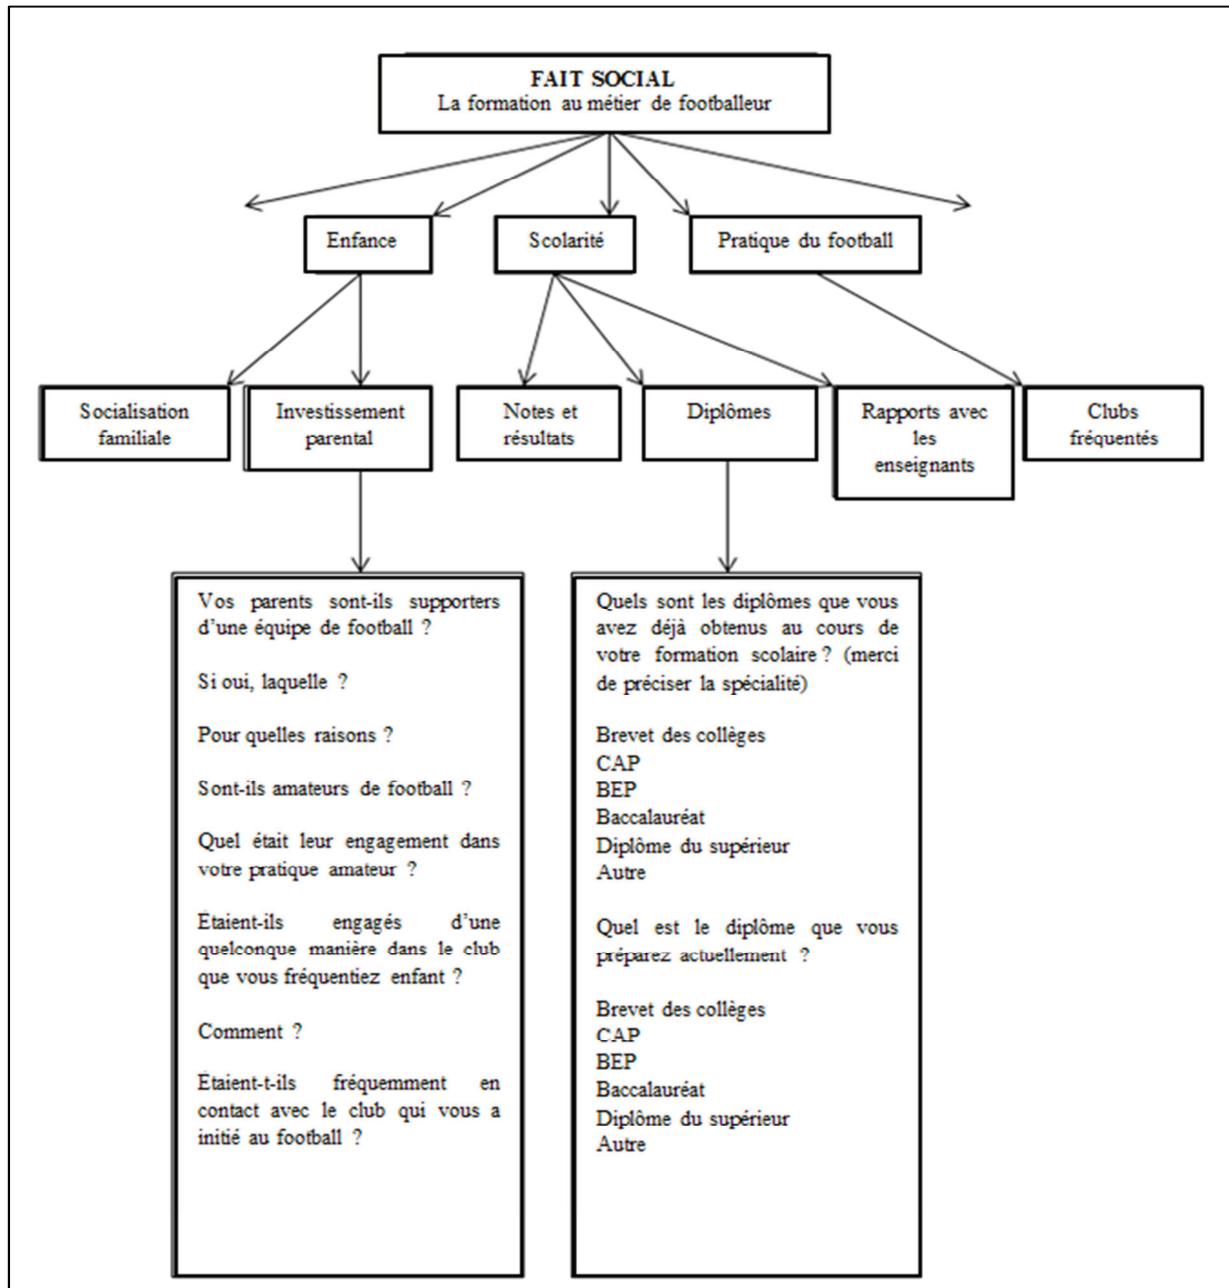 FAIT SOCIAL
La formation au métier de footballeur
Enfance
Scolarité
Pratique du football
Socialisation
familiale
Investissement
parental
Notes et
résultats
Diplômes
Rapports avec
les
enseignants
Clubs
fréquentés
Vos parents sont-ils supporters
d'une équipe de football ?
Si oui, laquelle ?
Pour quelles raisons ?
Sont-ils amateurs de football ?
Quel était leur engagement dans
votre pratique amateur ?
Étaient-ils engagés d'une
quelconque manière dans le club
que vous fréquentiez enfant ?
Comment ?
Étaient-t-ils fréquemment en
contact avec le club qui vous a
initié au football ?
Quels sont les diplômes que vous
avez déjà obtenus au cours de
votre formation scolaire ? (merci
de préciser la spécialité)
Brevet des collèges
CAP
BEP
Baccalauréat
Diplôme du supérieur
Autre
Quel est le diplôme que vous
préparez actuellement ?
Brevet des collèges
CAP
BEP
Baccalauréat
Diplôme du supérieur
Autre